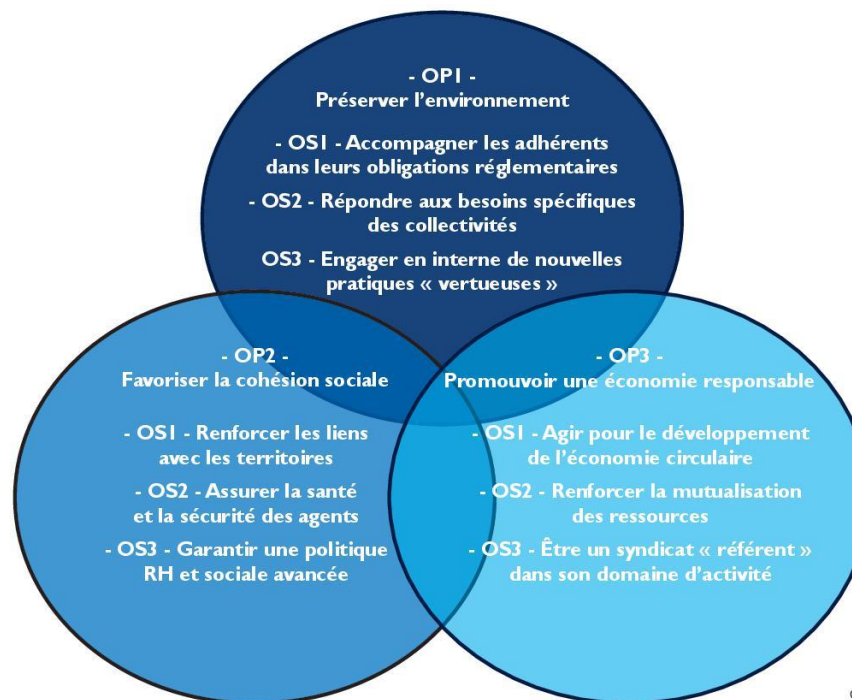 - OP1 -
Préserver l’environnement
- OS1 - Accompagner les adhérents
dans leurs obligations réglementaires
- OS2 - Répondre aux besoins spécifiques
des collectivités
OS3 - Engager en interne de nouvelles
pratiques « vertueuses »
- OP2 -
Favoriser la cohésion sociale
- OS1 - Renforcer les liens
avec les territoires
- OS2 - Assurer la santé
et la sécurité des agents
- OS3 - Garantir une politique
RH et sociale avancée
- OP3 -
Promouvoir une économie responsable
- OS1 - Agir pour le développement
de l’économie circulaire
- OS2 - Renforcer la mutualisation
des ressources
- OS3 - Être un syndicat « référent »
dans son domaine d’activité